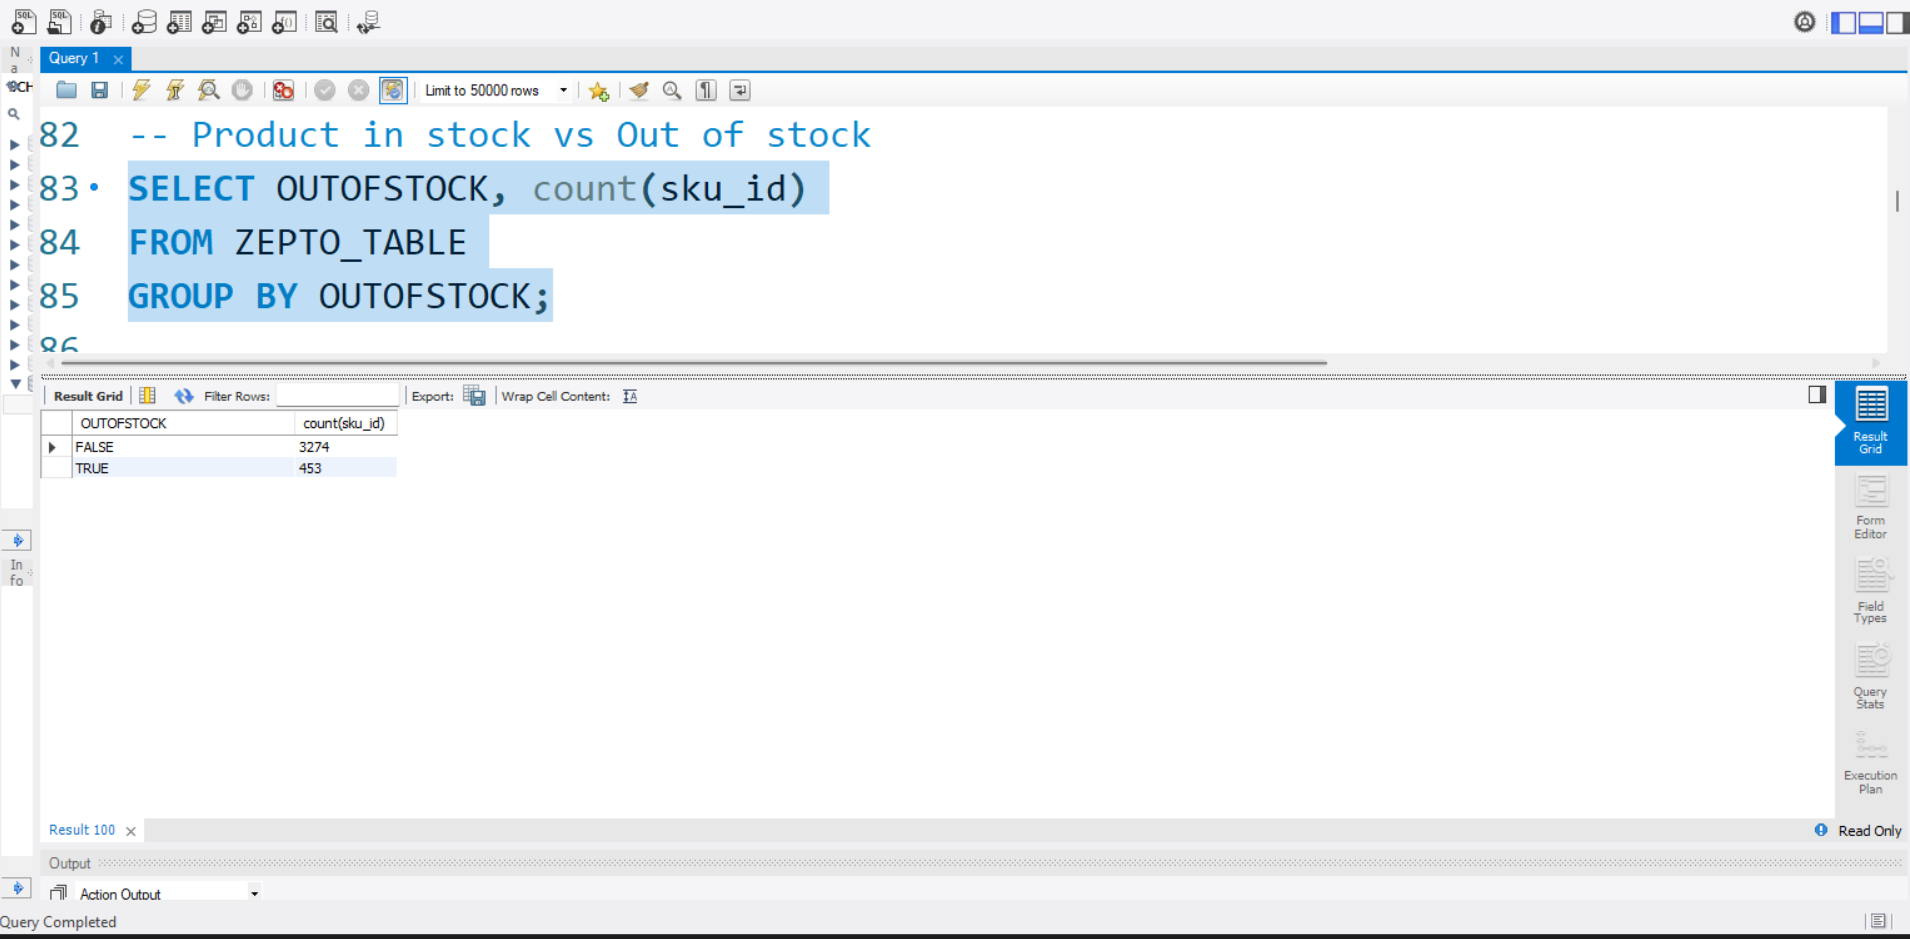 N
a
SCH
Query 1
Limit to 50000 rows
82 -- Product in stock vs Out of stock
83 SELECT OUTOFSTOCK, count(sku_id)
84 FROM ZEPTO_TABLE
85 GROUP BY OUTOFSTOCK;
86
Result Grid Filter Rows: Export: Wrap Cell Content:
OUTOFSTOCK count(sku_id)
FALSE 3274
TRUE 453
Result
Grid
Form
Editor
Field
Types
Query
Stats
Execution
Plan
In
fo
Result 100
Read Only
Output
Action Output
Query Completed